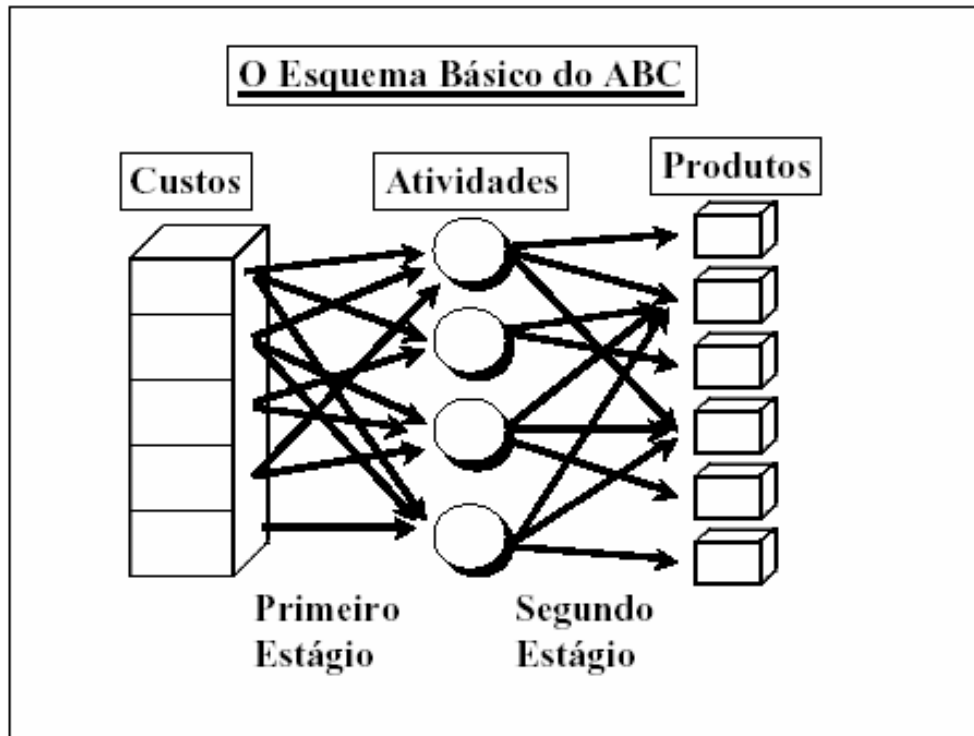 O Esquema Básico do ABC
Custos
Atividades
Produtos
Primeiro
Estágio
Segundo
Estágio